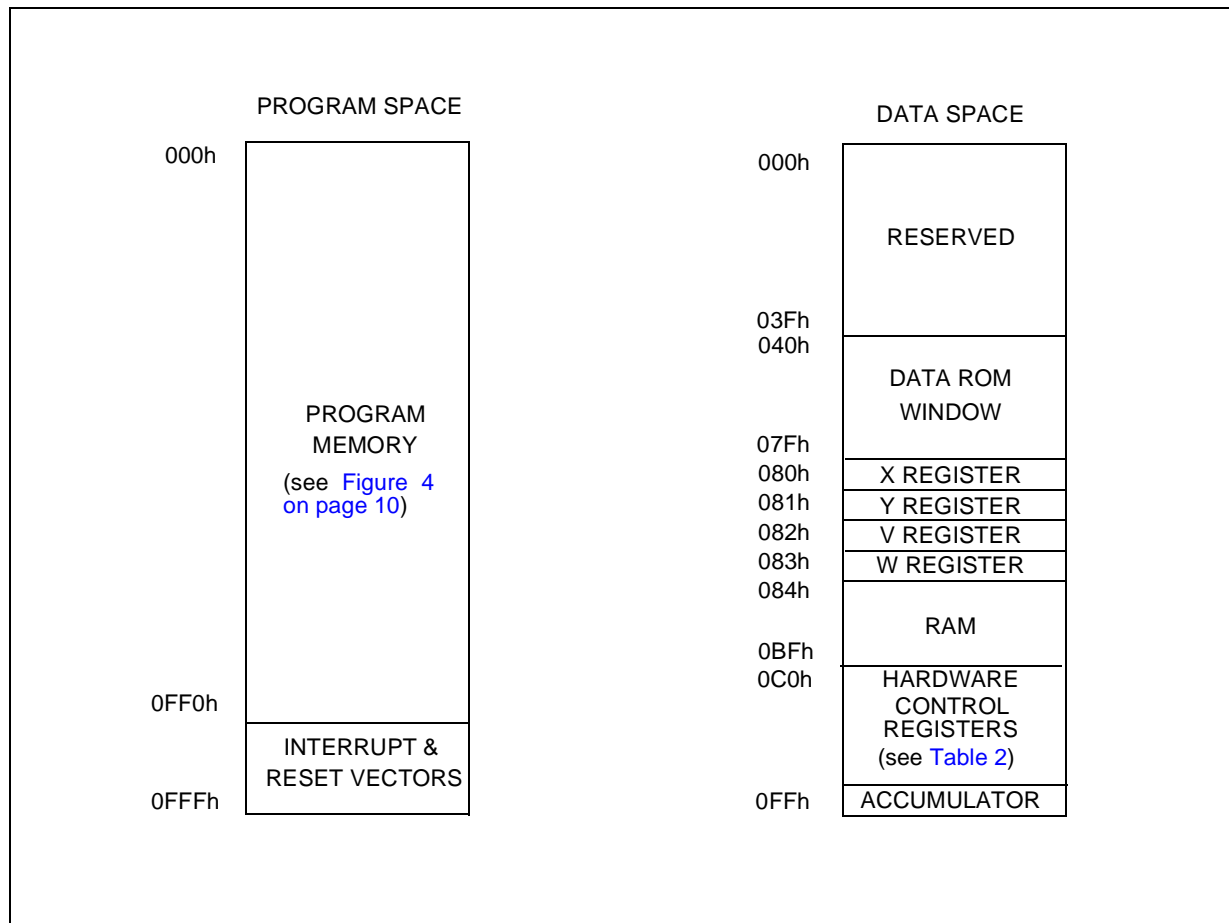 PROGRAM SPACE
000h
PROGRAM
MEMORY
(see Figure 4
on page 10)
0FF0h
INTERRUPT &
RESET VECTORS
0FFFh
DATA SPACE
000h
RESERVED
03Fh
040h
DATA ROM
WINDOW
07Fh
080h X REGISTER
081h Y REGISTER
082h V REGISTER
083h W REGISTER
084h
RAM
0BFh
0C0h HARDWARE
CONTROL
REGISTERS
(see Table 2)
0FFh ACCUMULATOR